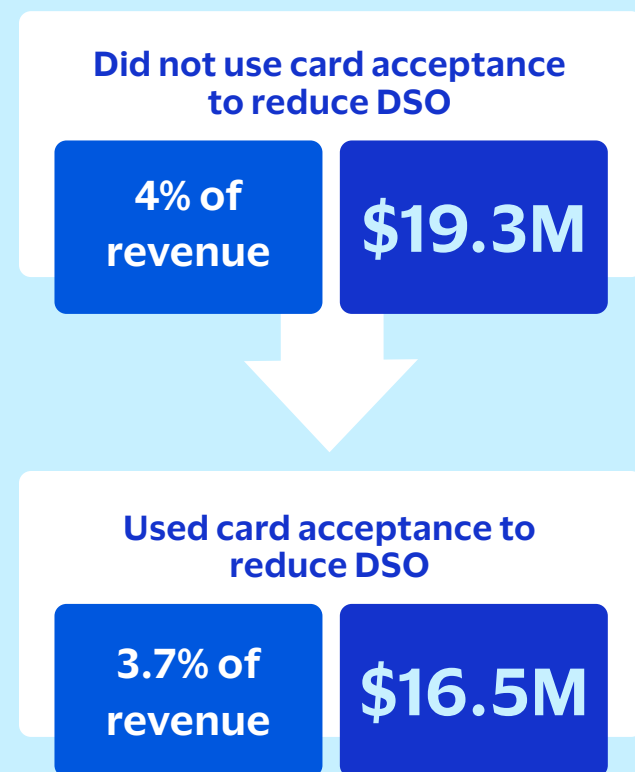 Did not use card acceptance
to reduce DSO
4% of
revenue
$19.3M
Used card acceptance to
reduce DSO
3.7% of
revenue
$16.5M